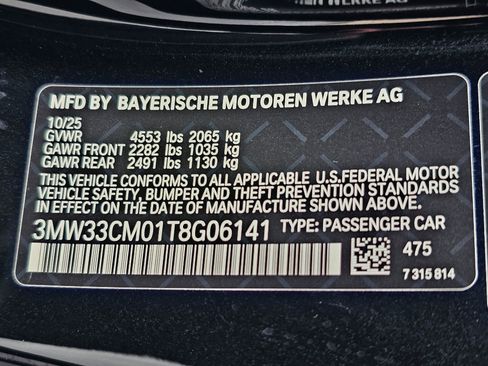 WERKE AG
MFD BY BAYERISCHE MOTOREN WERKE AG
10/25
GVWR 4553 lbs 2065 kg
GAWR FRONT 2282 lbs 1035 kg
GAWR REAR 2491 lbs 1130 kg
THIS VEHICLE CONFORMS TO ALL APPLICABLE U.S.FEDERAL MOTOR
VEHICLE SAFETY, BUMPER, AND THEFT PREVENTION STANDARDS
IN EFFECT ON THE DATE OF MANUFACTURE SHOWN ABOVE.
3MW33CM01T8G06141 TYPE: PASSENGER CAR
475
7 315 814